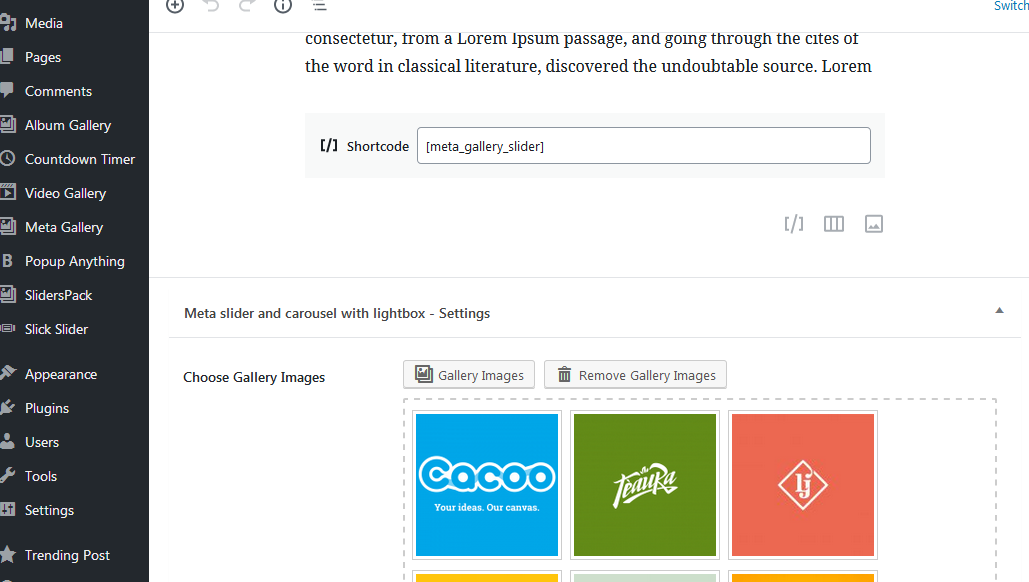 Switch
Media
Pages
Comments
Album Gallery
Countdown Timer
Video Gallery
Meta Gallery
B Popup Anything
SlidersPack
Slick Slider
Appearance
Plugins
Users
Tools
Settings
Trending Post
consectetur, from a Lorem Ipsum passage, and going through the cites of
the word in classical literature, discovered the undoubtable source. Lorem
[/] Shortcode [meta_gallery_slider]
[/]
Meta slider and carousel with lightbox - Settings
Choose Gallery Images
Gallery Images
Remove Gallery Images
Cacoo
Your ideas. Our canvas.
the
Teauka
lj